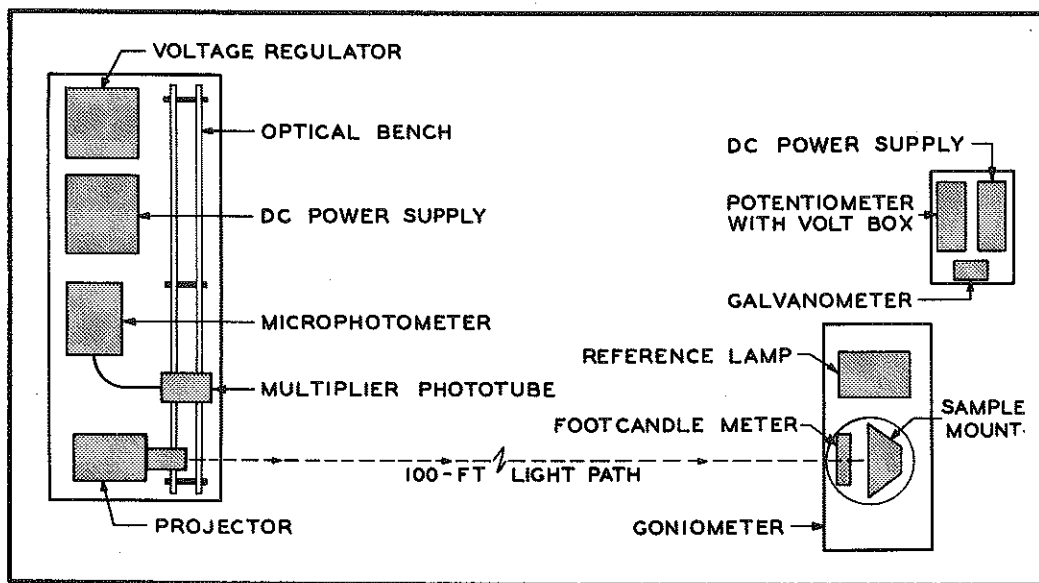 VOLTAGE REGULATOR
OPTICAL BENCH
DC POWER SUPPLY
DC POWER SUPPLY
POTENTIOMETER
WITH VOLT BOX
GALVANOMETER
MICROPHOTOMETER
REFERENCE LAMP
MULTIPLIER PHOTOTUBE
SAMPLE
MOUNT
FOOTCANDLE METER
100-FT LIGHT PATH
PROJECTOR
GONIOMETER